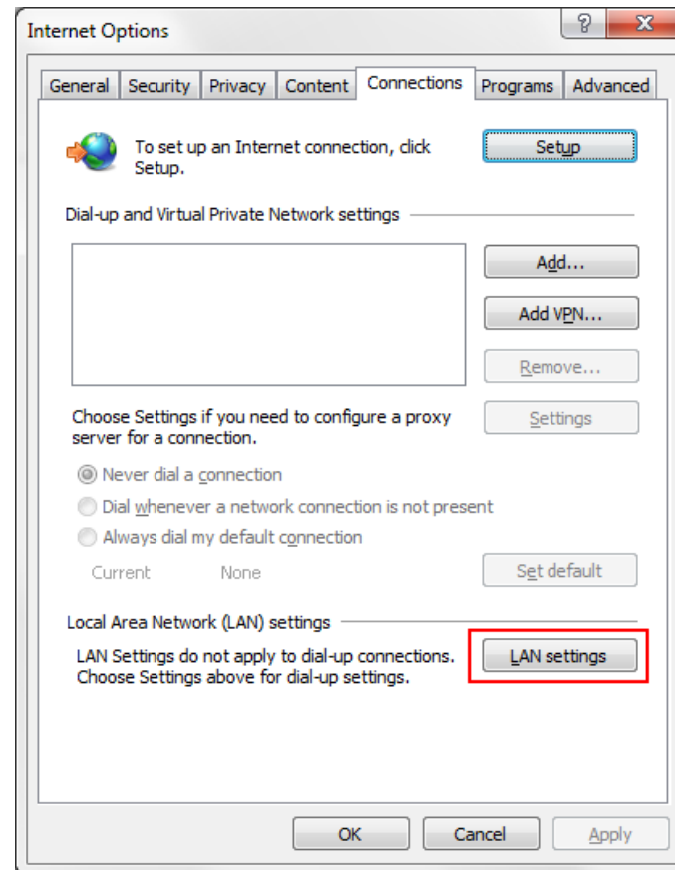 Internet Options
General Security Privacy Content Connections Programs Advanced
To set up an Internet connection, click
Setup.
Setup
Dial-up and Virtual Private Network settings
Add...
Add VPN...
Remove...
Choose Settings if you need to configure a proxy
server for a connection.
Settings
Never dial a connection
Dial whenever a network connection is not present
Always dial my default connection
Current None
Set default
Local Area Network (LAN) settings
LAN Settings do not apply to dial-up connections.
Choose Settings above for dial-up settings.
LAN settings
OK Cancel Apply